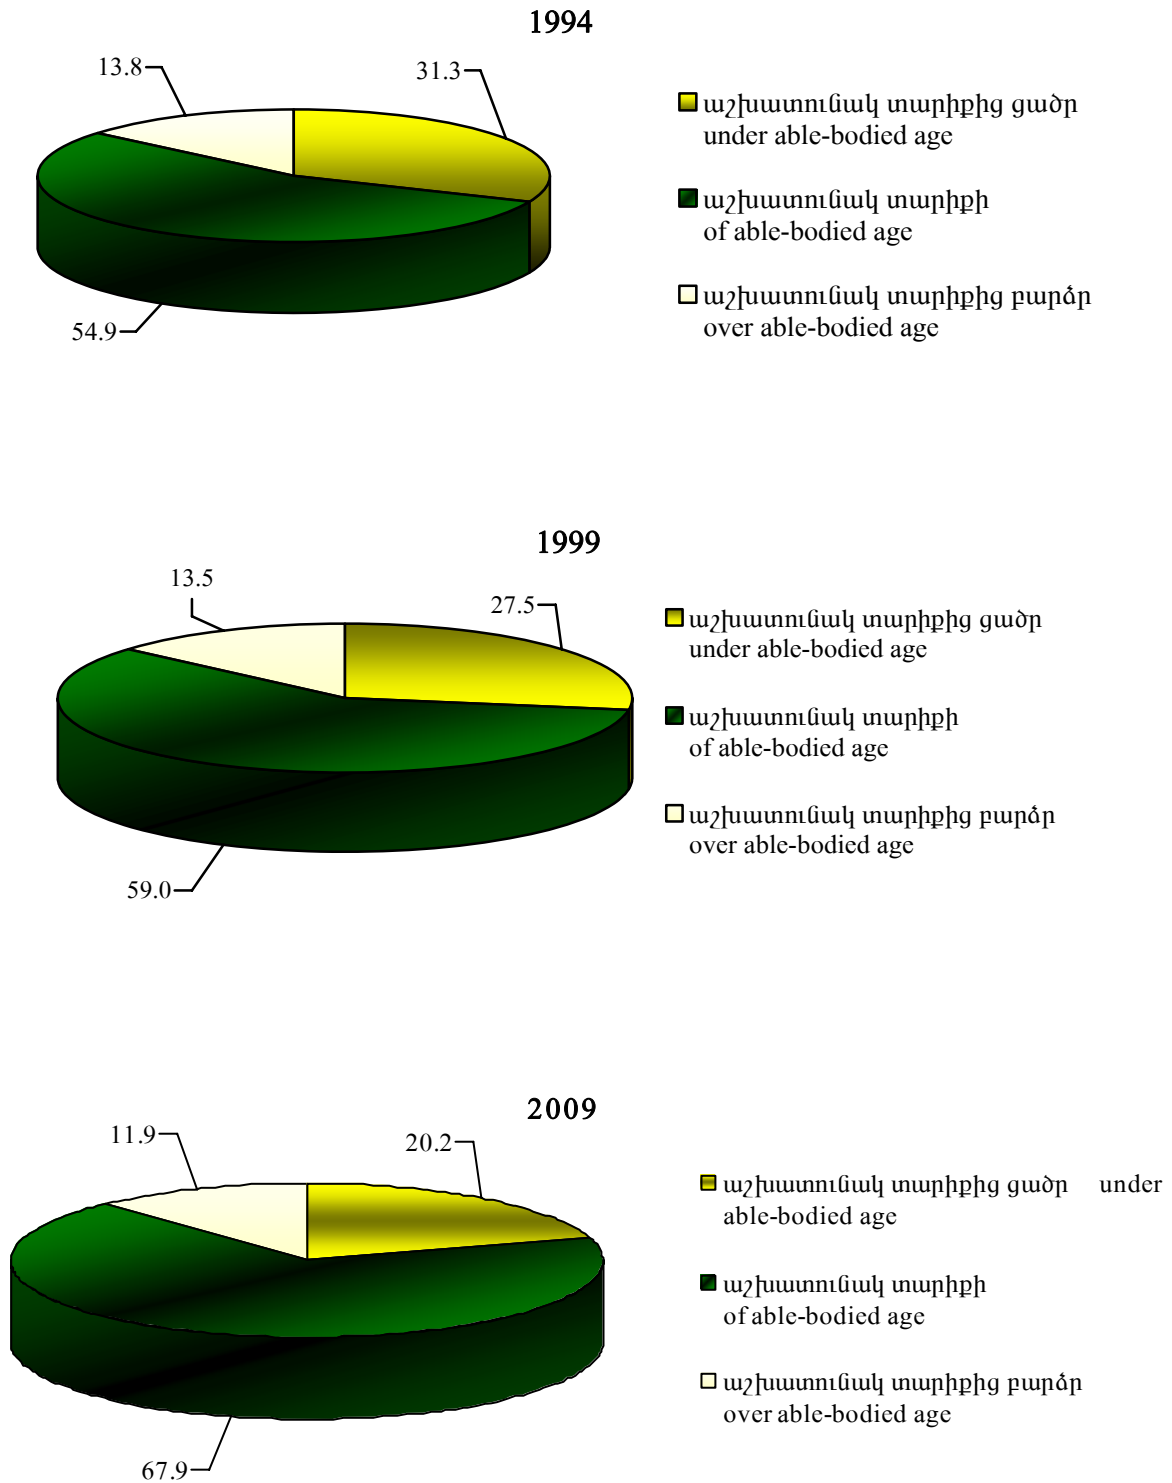 1994
13.8
31.3
54.9
աշխատունակ տարիքից ցածր
under able-bodied age
աշխատունակ տարիքի
of able-bodied age
աշխատունակ տարիքից բարձր
over able-bodied age
1999
13.5
27.5
59.0
աշխատունակ տարիքից ցածր
under able-bodied age
աշխատունակ տարիքի
of able-bodied age
աշխատունակ տարիքից բարձր
over able-bodied age
2009
11.9
20.2
67.9
աշխատունակ տարիքից ցածր under
able-bodied age
աշխատունակ տարիքի
of able-bodied age
աշխատունակ տարիքից բարձր
over able-bodied age